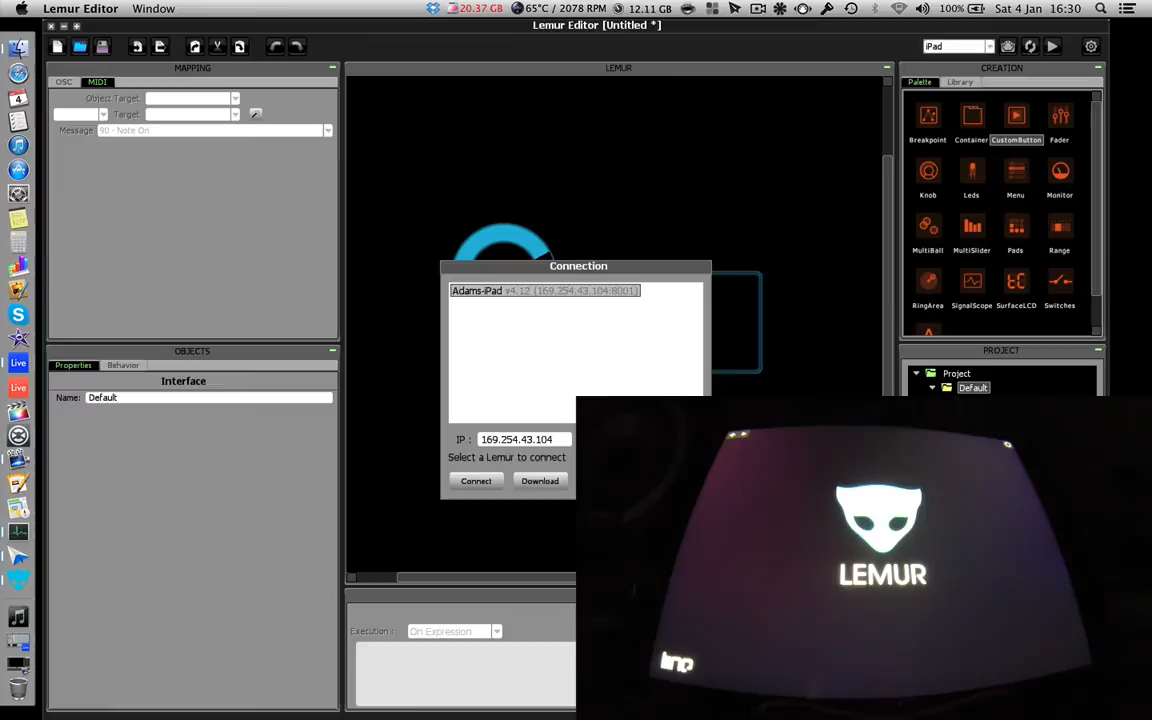 Lemur Editor Window 20.37 GB 65°C / 2078 RPM 12.11 GB 100% Sat 4 Jan 16:30
Lemur Editor [Untitled *]
iPad
MAPPING
LEMUR
CREATION
OSC MIDI
Palette Library
Object Target
Target
Message 90 - Note On
Breakpoint Container CustomButton Fader
Knob Leds Menu Monitor
MultiBall MultiSlider Pads Range
RingArea SignalScope SurfaceLCD Switches
Connection
Adams-iPad v4.12 (169.254.43.104:8001)
IP : 169.254.43.104
Select a Lemur to connect
Connect Download
OBJECTS
Properties Behavior
Interface
Name: Default
PROJECT
Project
Default
Execution : On Expression
Live
Live
LEMUR